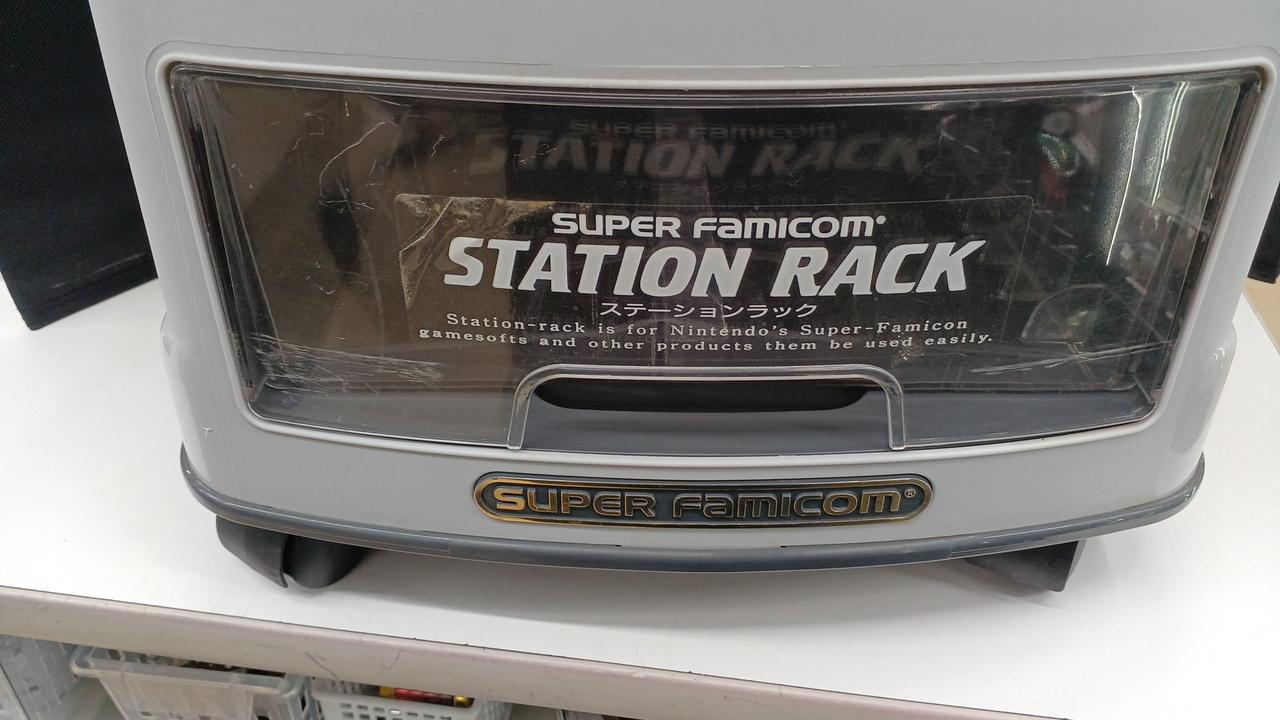 SUPER FAMICOM
STATION RACK
ステーションラック
Station-rack is for Nintendo's Super-Famicon
gamesofts and other products them be used easily.
SUPER FAMICOM®